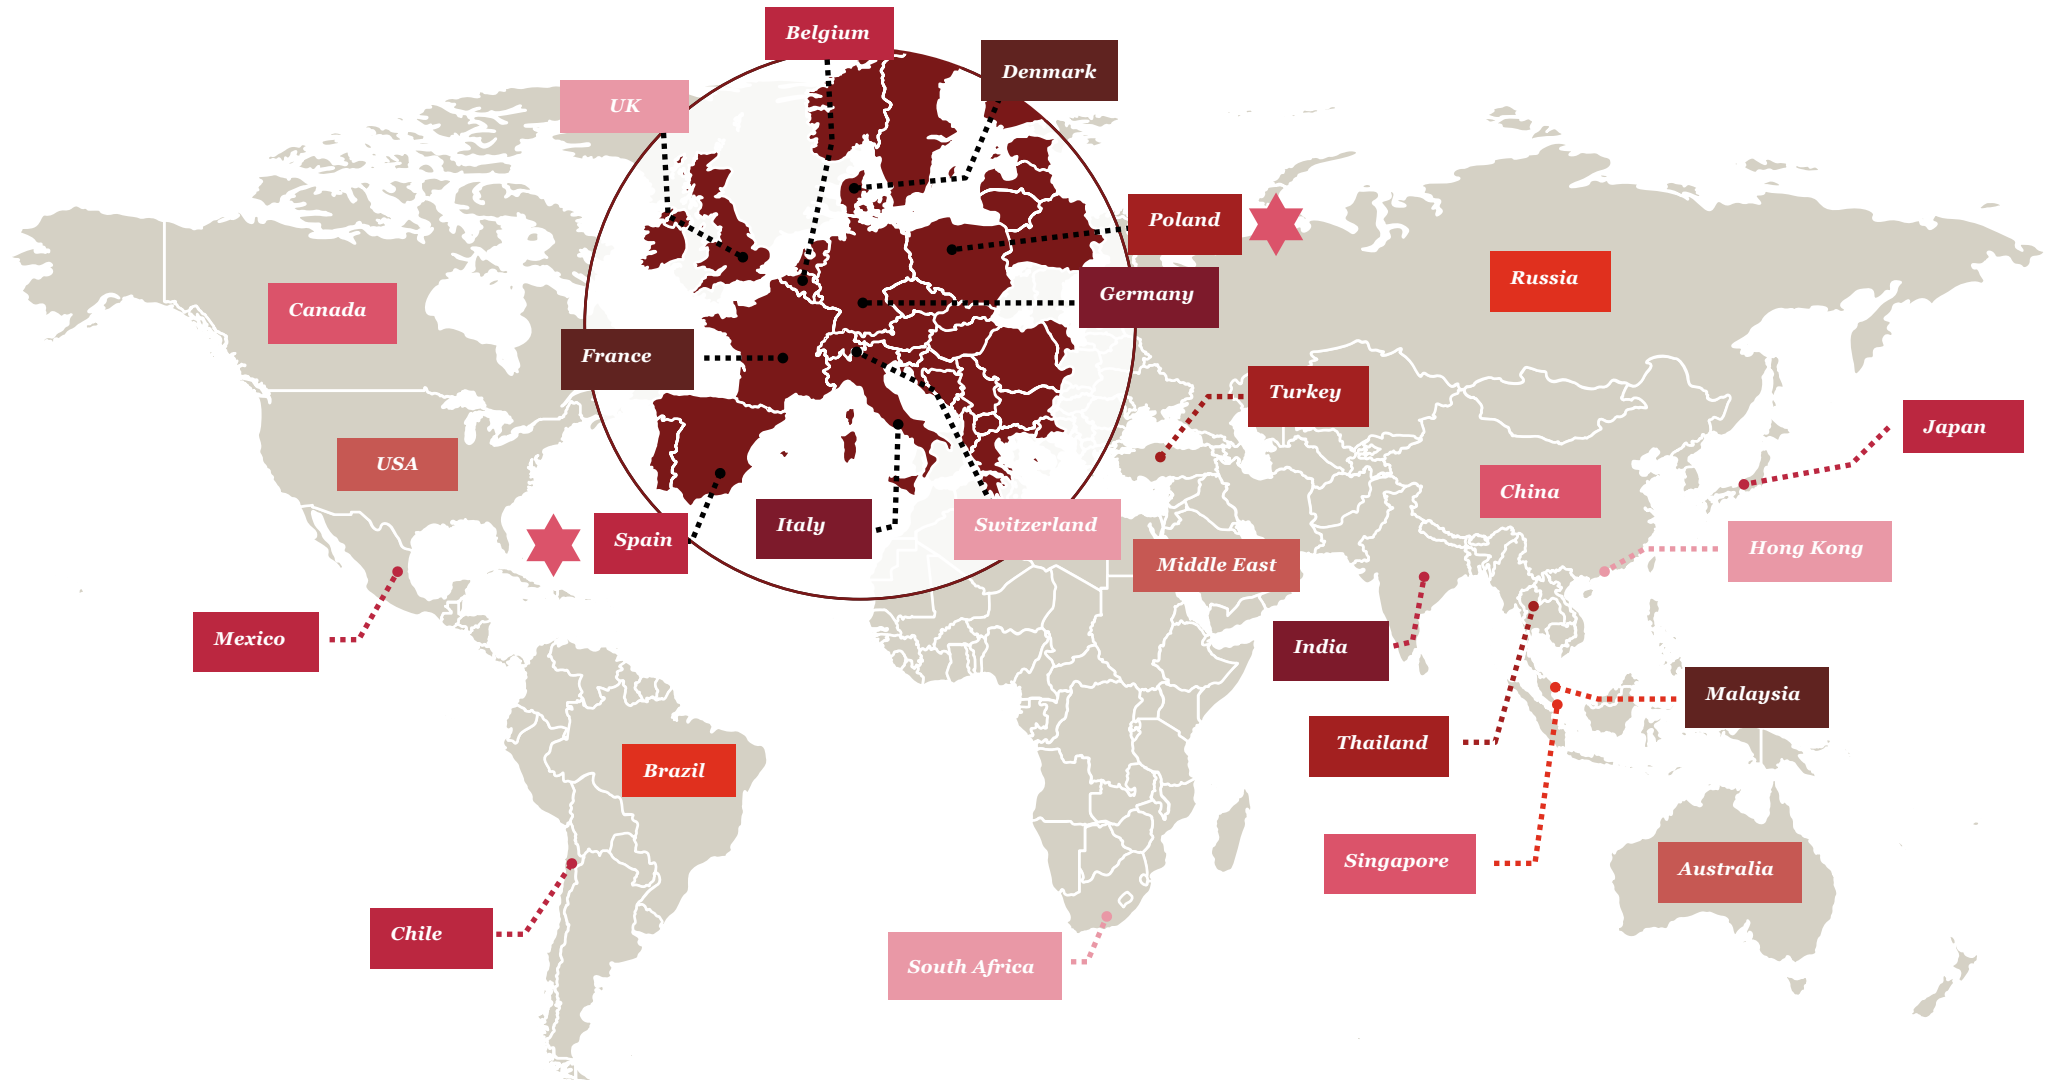 Belgium
Denmark
UK
Poland
Russia
Germany
Canada
France
Turkey
Japan
USA
China
Italy
Switzerland
Spain
Hong Kong
Middle East
Mexico
India
Malaysia
Thailand
Brazil
Singapore
Australia
Chile
South Africa